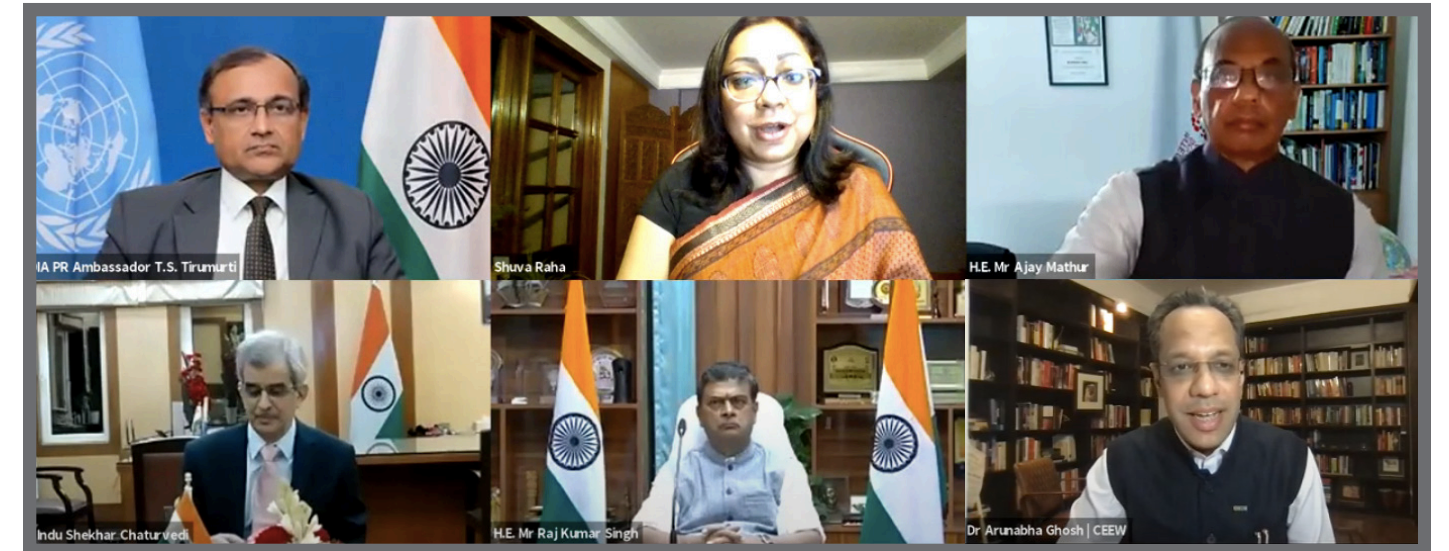 IA PR Ambassador T.S. Tirumurti
Shuva Raha
H.E. Mr Ajay Mathur
Indu Shekhar Chaturvedi
H.E. Mr Raj Kumar Singh
Dr Arunabha Ghosh | CEEW